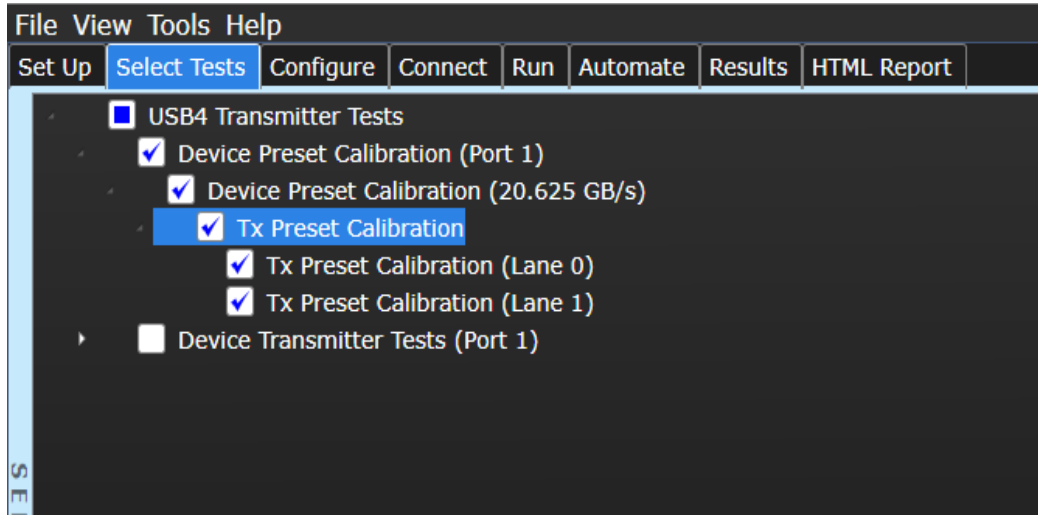 File View Tools Help
Set Up Select Tests Configure Connect Run Automate Results HTML Report
USB4 Transmitter Tests
Device Preset Calibration (Port 1)
Device Preset Calibration (20.625 GB/s)
Tx Preset Calibration
Tx Preset Calibration (Lane 0)
Tx Preset Calibration (Lane 1)
Device Transmitter Tests (Port 1)
S E